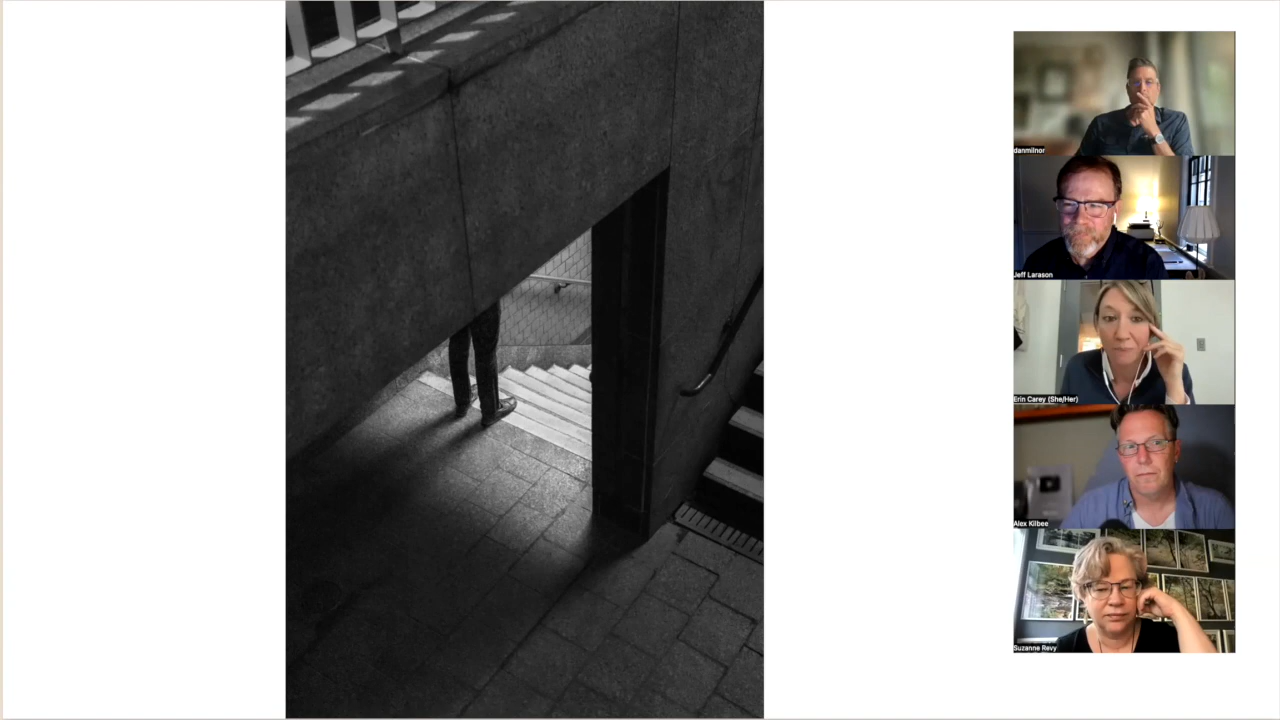 danmilnor
Jeff Larason
Erin Carey (She/Her)
Alex Kilbee
Suzanne Revy